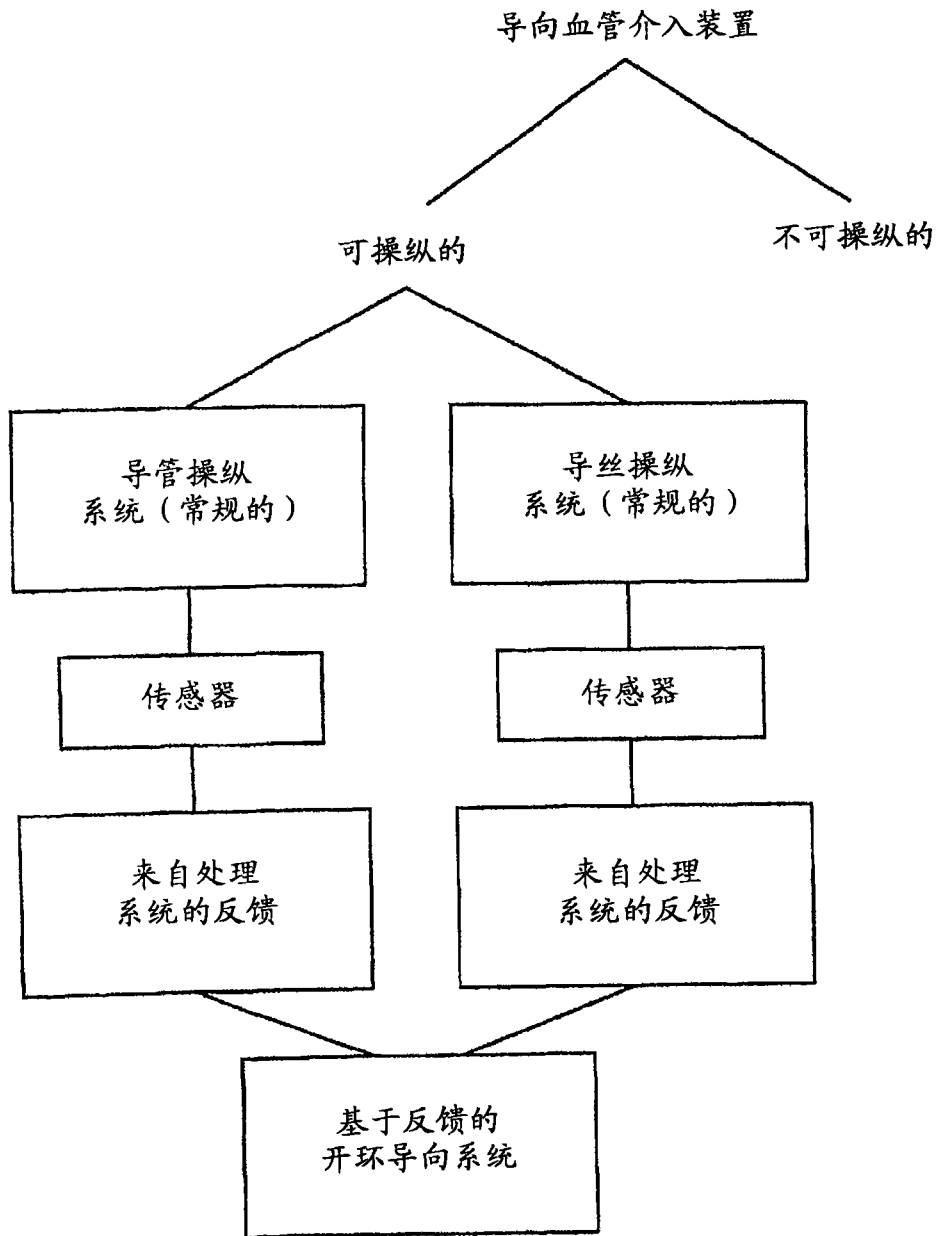 导向血管介入装置
可操纵的
不可操纵的
导管操纵
系统（常规的）
导丝操纵
系统（常规的）
传感器
传感器
来自处理
系统的反馈
来自处理
系统的反馈
基于反馈的
开环导向系统